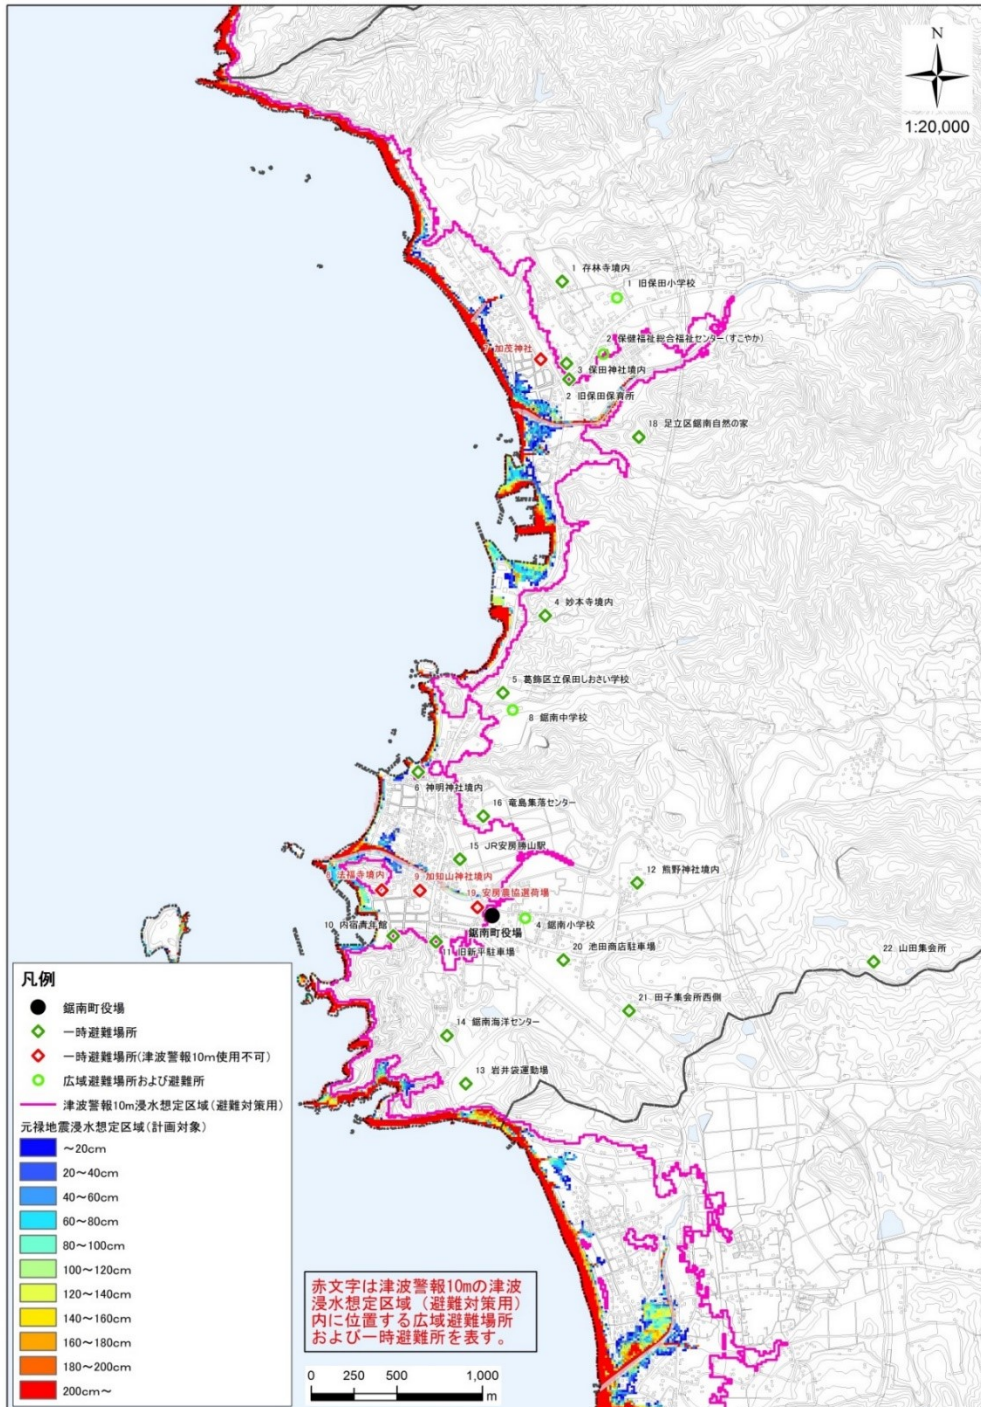 N
1:20,000
1 存林寺境内
1 旧保田小学校
2 保健福祉総合福祉センター(すこやか)
加茂神社
3 保田神社境内
2 旧保田保育所
18 足立区鋸南自然の家
4 妙本寺境内
5 葛飾区立保田しおさい学校
8 鋸南中学校
6 神明神社境内
16 竜島集落センター
15 JR安房勝山駅
12 熊野神社境内
法福寺境内
9 加知山神社境内
19 安房農協選荷場
10 内宿青年館
鋸南町役場
4 鋸南小学校
11 旧新平駐車場
20 池田商店駐車場
22 山田集会所
21 田子集会所西側
14 鋸南海洋センター
13 岩井袋運動場
凡例
鋸南町役場
一時避難場所
一時避難場所(津波警報10m使用不可)
広域避難場所および避難所
津波警報10m浸水想定区域(避難対策用)
元禄地震浸水想定区域(計画対象)
～20cm
20～40cm
40～60cm
60～80cm
80～100cm
100～120cm
120～140cm
140～160cm
160～180cm
180～200cm
200cm～
赤文字は津波警報10mの津波
浸水想定区域（避難対策用）
内に位置する広域避難場所
および一時避難所を表す。
0 250 500 1,000
m